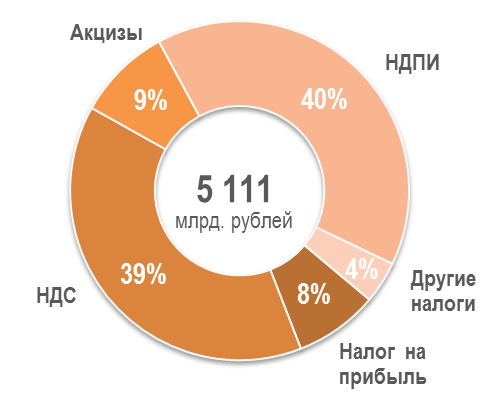 Акцизы
НДПИ
9%
40%
5 111
млрд. рублей
39%
4%
8%
НДС
Другие
налоги
Налог на
прибыль